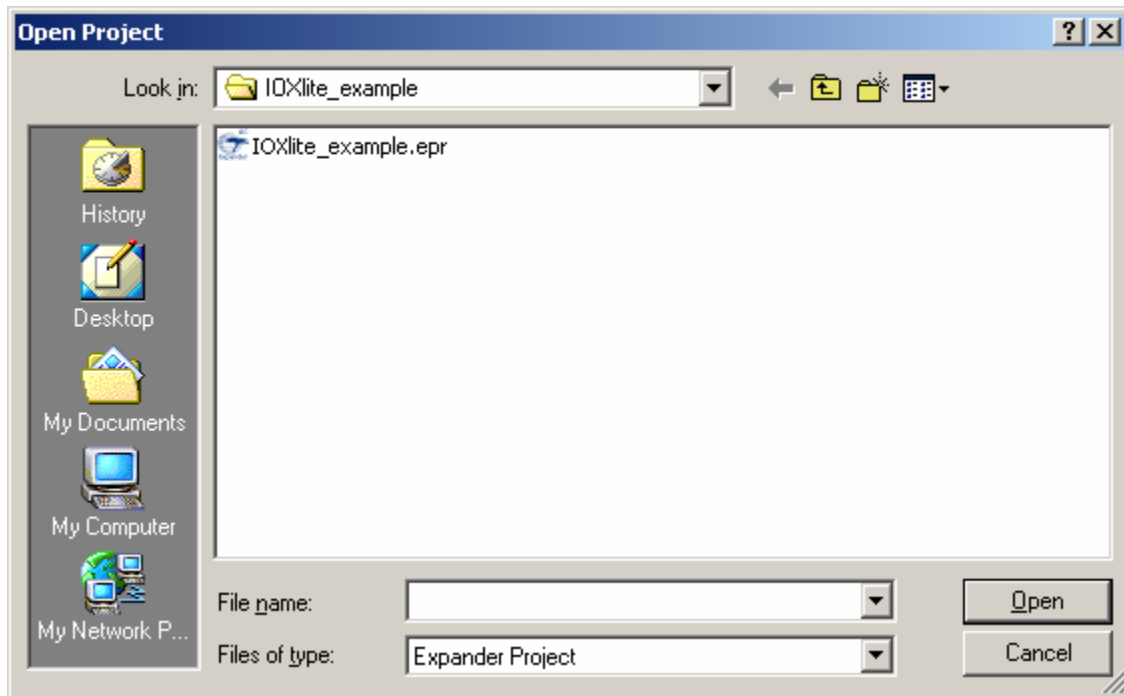 Open Project
Look in: IOXlite_example
IOXlite_example.epr
History
Desktop
My Documents
My Computer
My Network P...
File name:
Open
Files of type: Expander Project
Cancel